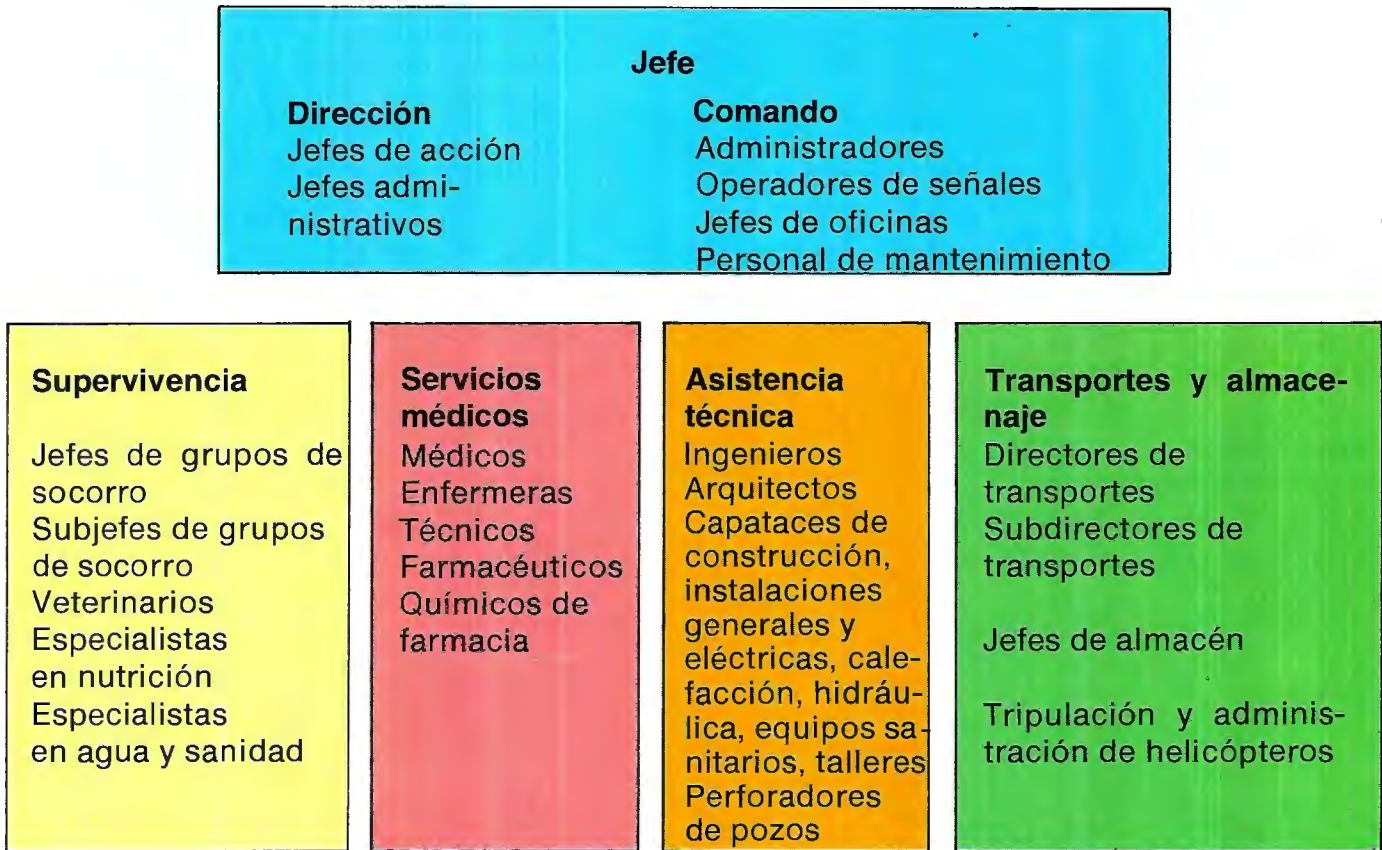 Jefe
Dirección
Jefes de acción
Jefes admi-
nistrativos
Comando
Administradores
Operadores de señales
Jefes de oficinas
Personal de mantenimiento
Supervivencia
Jefes de grupos de
socorro
Subjefes de grupos
de socorro
Veterinarios
Especialistas
en nutrición
Especialistas
en agua y sanidad
Servicios
médicos
Médicos
Enfermeras
Técnicos
Farmacéuticos
Químicos de
farmacia
Asistencia
técnica
Ingenieros
Arquitectos
Capataces de
construcción,
instalaciones
generales y
eléctricas, cale-
facción, hidráu-
lica, equipos sa-
nitarios, talleres
Perforadores
de pozos
Transportes y almace-
naje
Directores de
transportes
Subdirectores de
transportes
Jefes de almacén
Tripulación y adminis-
tración de helicópteros